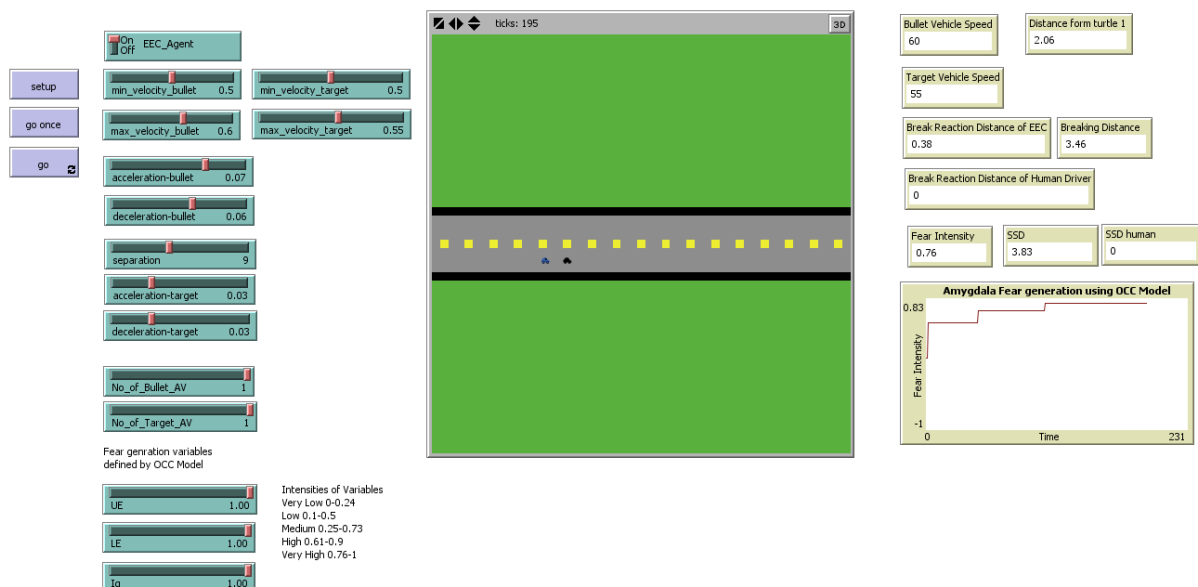 On
Off
EEC_Agent
setup
go once
go
min_velocity_bullet 0.5
min_velocity_target 0.5
max_velocity_bullet 0.6
max_velocity_target 0.55
acceleration-bullet 0.07
deceleration-bullet 0.06
separation 9
acceleration-target 0.03
deceleration-target 0.03
No_of_Bullet_AV 1
No_of_Target_AV 1
Fear genration variables
defined by OCC Model
UE 1.00
LE 1.00
Ig 1.00
Intensities of Variables
Very Low 0-0.24
Low 0.1-0.5
Medium 0.25-0.73
High 0.61-0.9
Very High 0.76-1
ticks: 195
3D
Bullet Vehicle Speed
60
Distance form turtle 1
2.06
Target Vehicle Speed
55
Break Reaction Distance of EEC
0.38
Breaking Distance
3.46
Break Reaction Distance of Human Driver
0
Fear Intensity
0.76
SSD
3.83
SSD human
0
Amygdala Fear generation using OCC Model
0.83
Fear Intensity
-1
0
Time
231